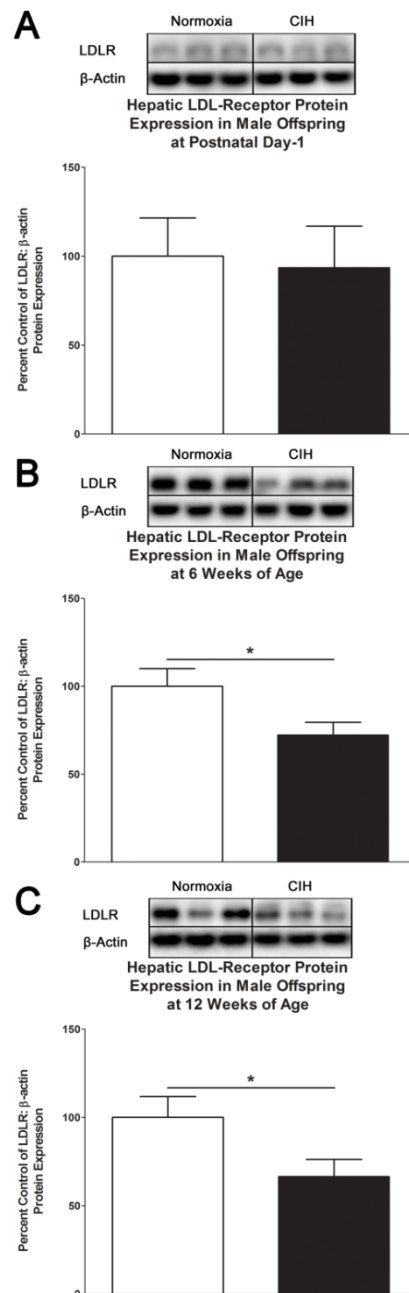 A
Normoxia CIH
LDLR
β-Actin
Hepatic LDL-Receptor Protein
Expression in Male Offspring
at Postnatal Day-1
Percent Control of LDLR: β-actin
Protein Expression
150
100
50
0
B
Normoxia CIH
LDLR
β-Actin
Hepatic LDL-Receptor Protein
Expression in Male Offspring
at 6 Weeks of Age
Percent Control of LDLR: β-actin
Protein Expression
150
100
50
0
*
C
Normoxia CIH
LDLR
β-Actin
Hepatic LDL-Receptor Protein
Expression in Male Offspring
at 12 Weeks of Age
Percent Control of LDLR: β-actin
Protein Expression
150
100
50
0
*